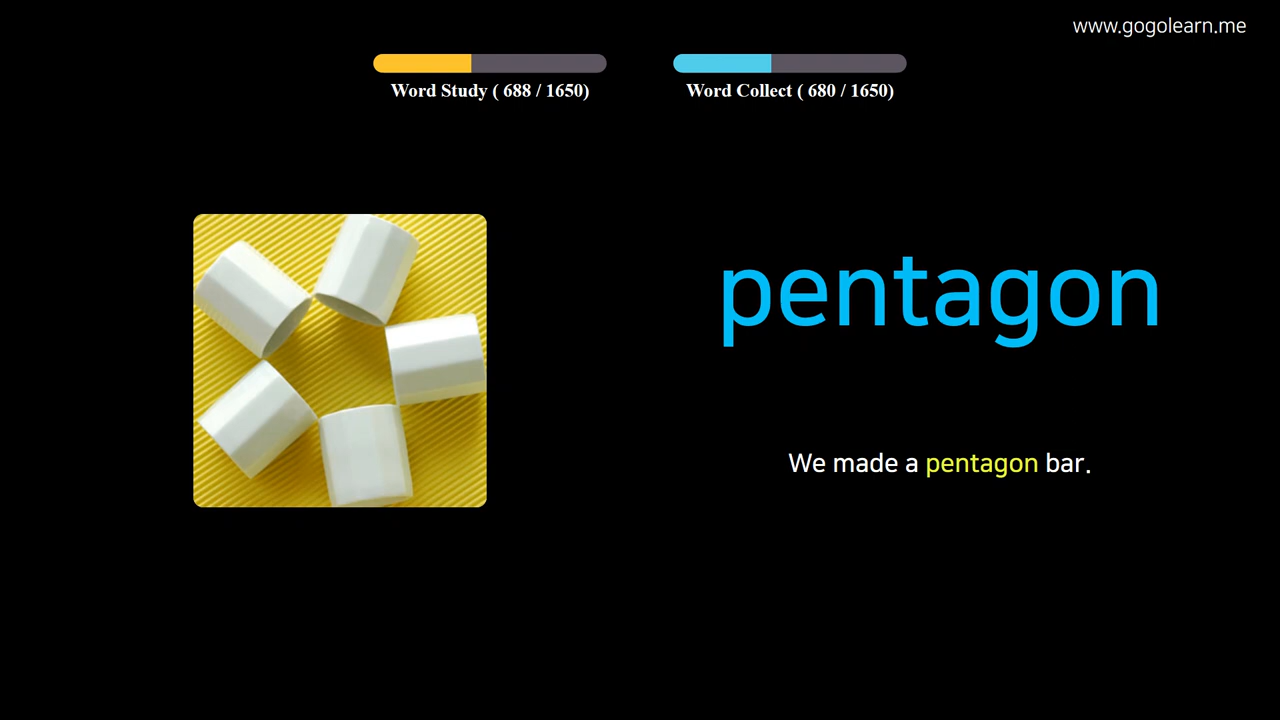 www.gogolearn.me
Word Study ( 688 / 1650)
Word Collect ( 680 / 1650)
pentagon
We made a pentagon bar.